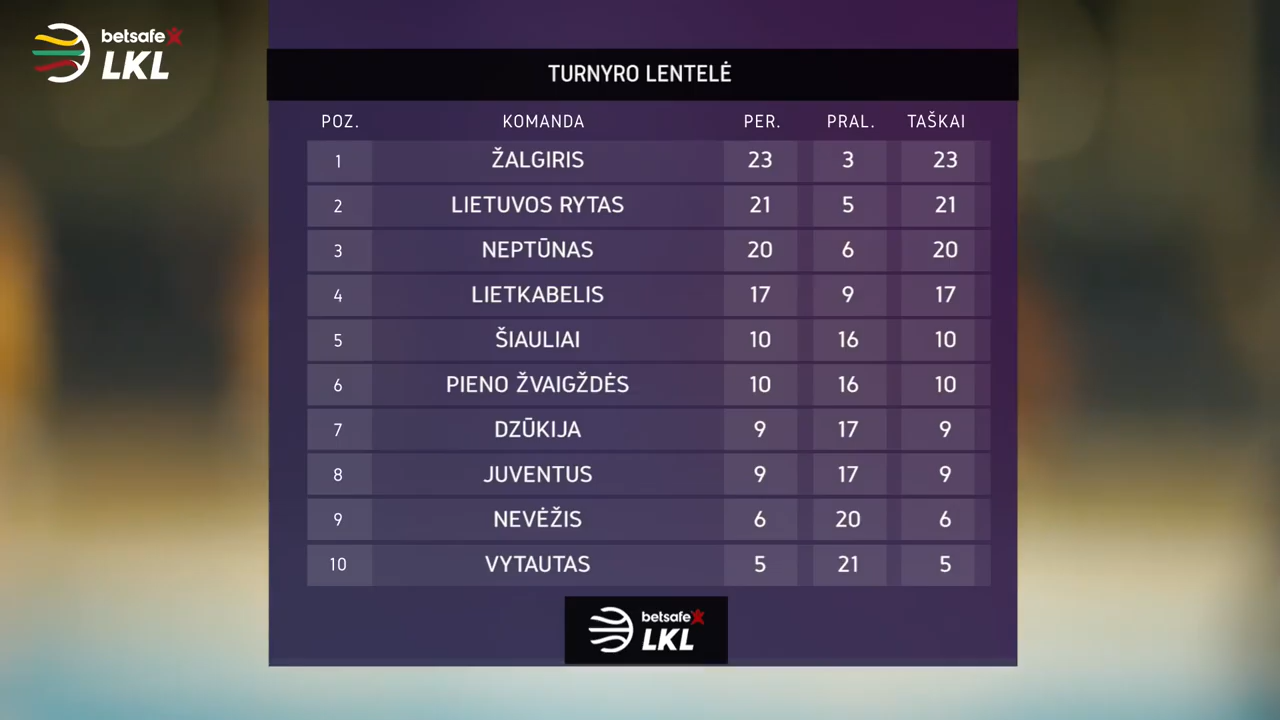 betsafe
LKL
TURNYRO LENTELĖ
POZ. KOMANDA PER. PRAL. TAŠKAI
1 ŽALGIRIS 23 3 23
2 LIETUVOS RYTAS 21 5 21
3 NEPTŪNAS 20 6 20
4 LIETKABELIS 17 9 17
5 ŠIAULIAI 10 16 10
6 PIENO ŽVAIGŽDĖS 10 16 10
7 DZŪKIJA 9 17 9
8 JUVENTUS 9 17 9
9 NEVĖŽIS 6 20 6
10 VYTAUTAS 5 21 5
betsafe
LKL